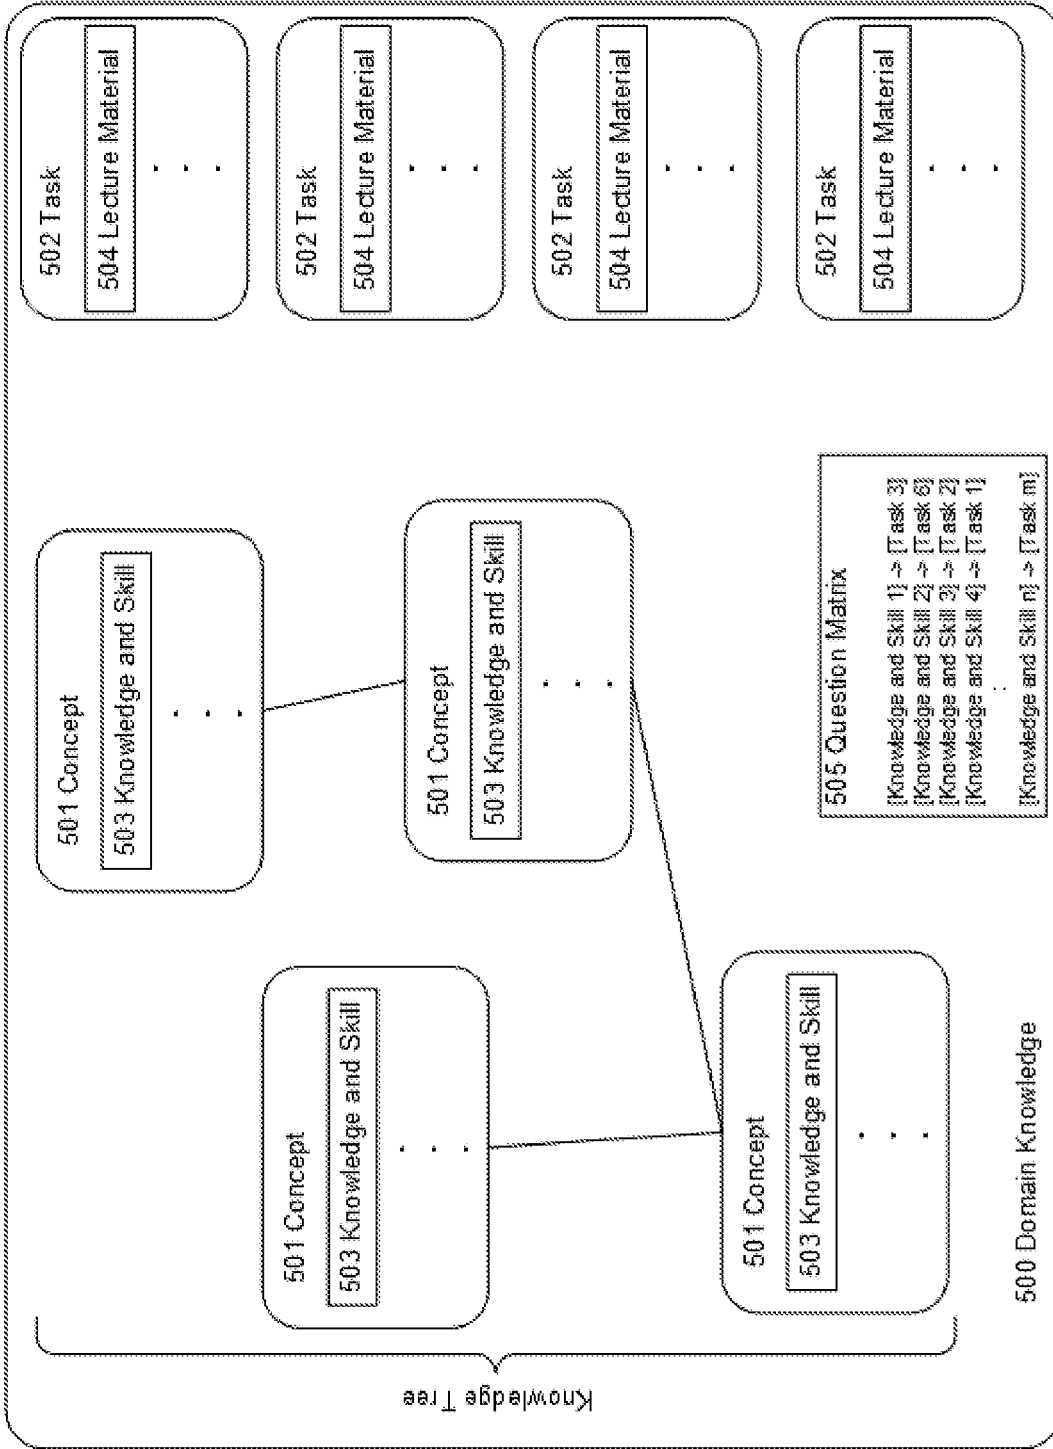 Knowledge Tree
501 Concept
503 Knowledge and Skill
501 Concept
503 Knowledge and Skill
501 Concept
503 Knowledge and Skill
501 Concept
503 Knowledge and Skill
502 Task
504 Lecture Material
502 Task
504 Lecture Material
502 Task
504 Lecture Material
502 Task
504 Lecture Material
505 Question Matrix
[Knowledge and Skill 1] -> [Task 3]
[Knowledge and Skill 2] -> [Task 6]
[Knowledge and Skill 3] -> [Task 2]
[Knowledge and Skill 4] -> [Task 1]
[Knowledge and Skill n] -> [Task m]
500 Domain Knowledge